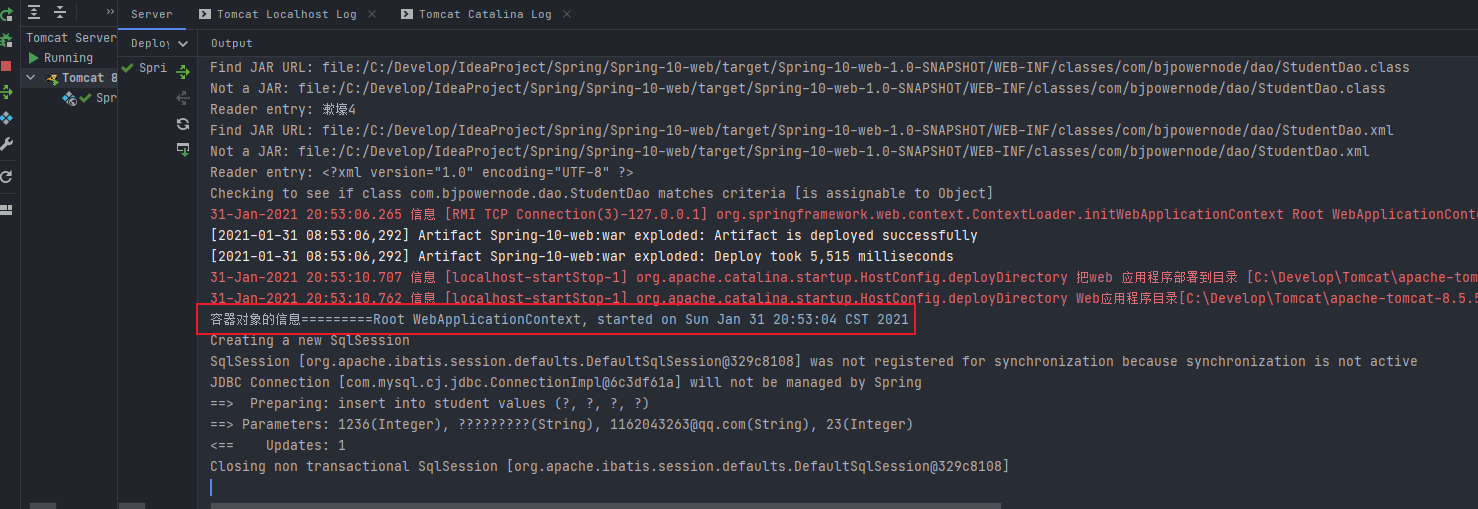 Server
Tomcat Localhost Log
Tomcat Catalina Log
Tomcat Server
Deploy
Output
Running
Tomcat 8
Spri
Spr
Find JAR URL: file:/C:/Develop/IdeaProject/Spring/Spring-10-web/target/Spring-10-web-1.0-SNAPSHOT/WEB-INF/classes/com/bjpowernode/dao/StudentDao.class
Not a JAR: file:/C:/Develop/IdeaProject/Spring/Spring-10-web/target/Spring-10-web-1.0-SNAPSHOT/WEB-INF/classes/com/bjpowernode/dao/StudentDao.class
Reader entry: 漱壕4
Find JAR URL: file:/C:/Develop/IdeaProject/Spring/Spring-10-web/target/Spring-10-web-1.0-SNAPSHOT/WEB-INF/classes/com/bjpowernode/dao/StudentDao.xml
Not a JAR: file:/C:/Develop/IdeaProject/Spring/Spring-10-web/target/Spring-10-web-1.0-SNAPSHOT/WEB-INF/classes/com/bjpowernode/dao/StudentDao.xml
Reader entry: <?xml version="1.0" encoding="UTF-8" ?>
Checking to see if class com.bjpowernode.dao.StudentDao matches criteria [is assignable to Object]
31-Jan-2021 20:53:06.265 信息 [RMI TCP Connection(3)-127.0.0.1] org.springframework.web.context.ContextLoader.initWebApplicationContext Root WebApplicationConte
[2021-01-31 08:53:06,292] Artifact Spring-10-web:war exploded: Artifact is deployed successfully
[2021-01-31 08:53:06,292] Artifact Spring-10-web:war exploded: Deploy took 5,515 milliseconds
31-Jan-2021 20:53:10.707 信息 [localhost-startStop-1] org.apache.catalina.startup.HostConfig.deployDirectory 把web 应用程序部署到目录 [C:\Develop\Tomcat\apache-tom
31-Jan-2021 20:53:10.762 信息 [localhost-startStop-1] org.apache.catalina.startup.HostConfig.deployDirectory Web应用程序目录[C:\Develop\Tomcat\apache-tomcat-8.5.5
容器对象的信息=========Root WebApplicationContext, started on Sun Jan 31 20:53:04 CST 2021
Creating a new SqlSession
SqlSession [org.apache.ibatis.session.defaults.DefaultSqlSession@329c8108] was not registered for synchronization because synchronization is not active
JDBC Connection [com.mysql.cj.jdbc.ConnectionImpl@6c3df61a] will not be managed by Spring
==>  Preparing: insert into student values (?, ?, ?, ?)
==> Parameters: 1236(Integer), ?????????(String), 1162043263@qq.com(String), 23(Integer)
<==    Updates: 1
Closing non transactional SqlSession [org.apache.ibatis.session.defaults.DefaultSqlSession@329c8108]